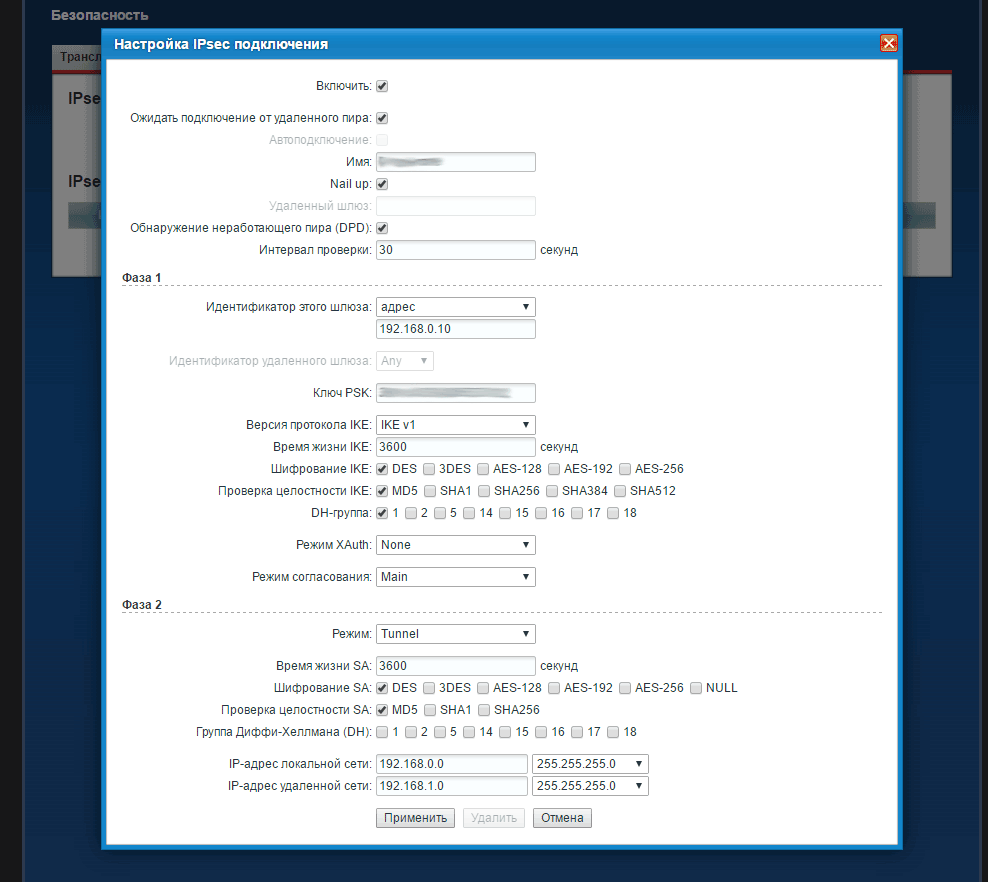 Безопасность
Настройка IPsec подключения
Трансл
IPse
IPse
Включить:
Ожидать подключение от удаленного пира:
Автоподключение:
Имя:
Nail up:
Удаленный шлюз:
Обнаружение неработающего пира (DPD):
Интервал проверки: 30 секунд
Фаза 1
Идентификатор этого шлюза: адрес
192.168.0.10
Идентификатор удаленного шлюза: Any
Ключ PSK:
Версия протокола IKE: IKE v1
Время жизни IKE: 3600 секунд
Шифрование IKE: DES 3DES AES-128 AES-192 AES-256
Проверка целостности IKE: MD5 SHA1 SHA256 SHA384 SHA512
DH-группа: 1 2 5 14 15 16 17 18
Режим XAuth: None
Режим согласования: Main
Фаза 2
Режим: Tunnel
Время жизни SA: 3600 секунд
Шифрование SA: DES 3DES AES-128 AES-192 AES-256 NULL
Проверка целостности SA: MD5 SHA1 SHA256
Группа Диффи-Хеллмана (DH): 1 2 5 14 15 16 17 18
IP-адрес локальной сети: 192.168.0.0 255.255.255.0
IP-адрес удаленной сети: 192.168.1.0 255.255.255.0
Применить Удалить Отмена